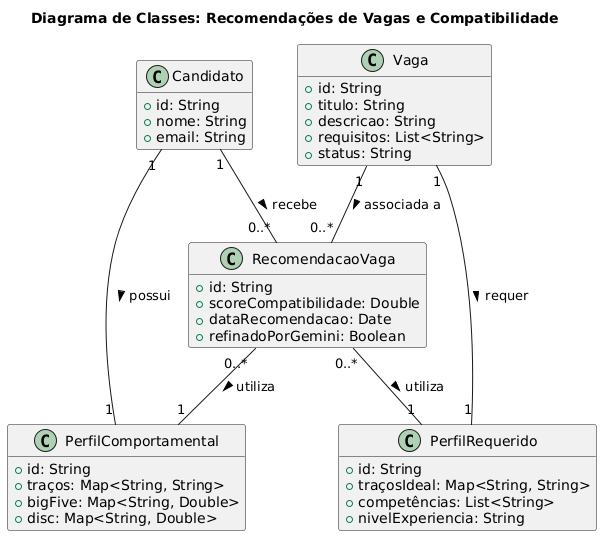 Diagrama de Classes: Recomendações de Vagas e Compatibilidade
C Candidato
id: String
nome: String
email: String
C Vaga
id: String
titulo: String
descricao: String
requisitos: List<String>
status: String
1
1
1
1
recebe
associada a
0..*
0..*
C RecomendacaoVaga
id: String
scoreCompatibilidade: Double
dataRecomendacao: Date
refinadoPorGemini: Boolean
possui
requer
0..*
0..*
utiliza
utiliza
1
1
1
1
C PerfilComportamental
id: String
traços: Map<String, String>
bigFive: Map<String, Double>
disc: Map<String, Double>
C PerfilRequerido
id: String
traçosIdeal: Map<String, String>
competências: List<String>
nivelExperiencia: String